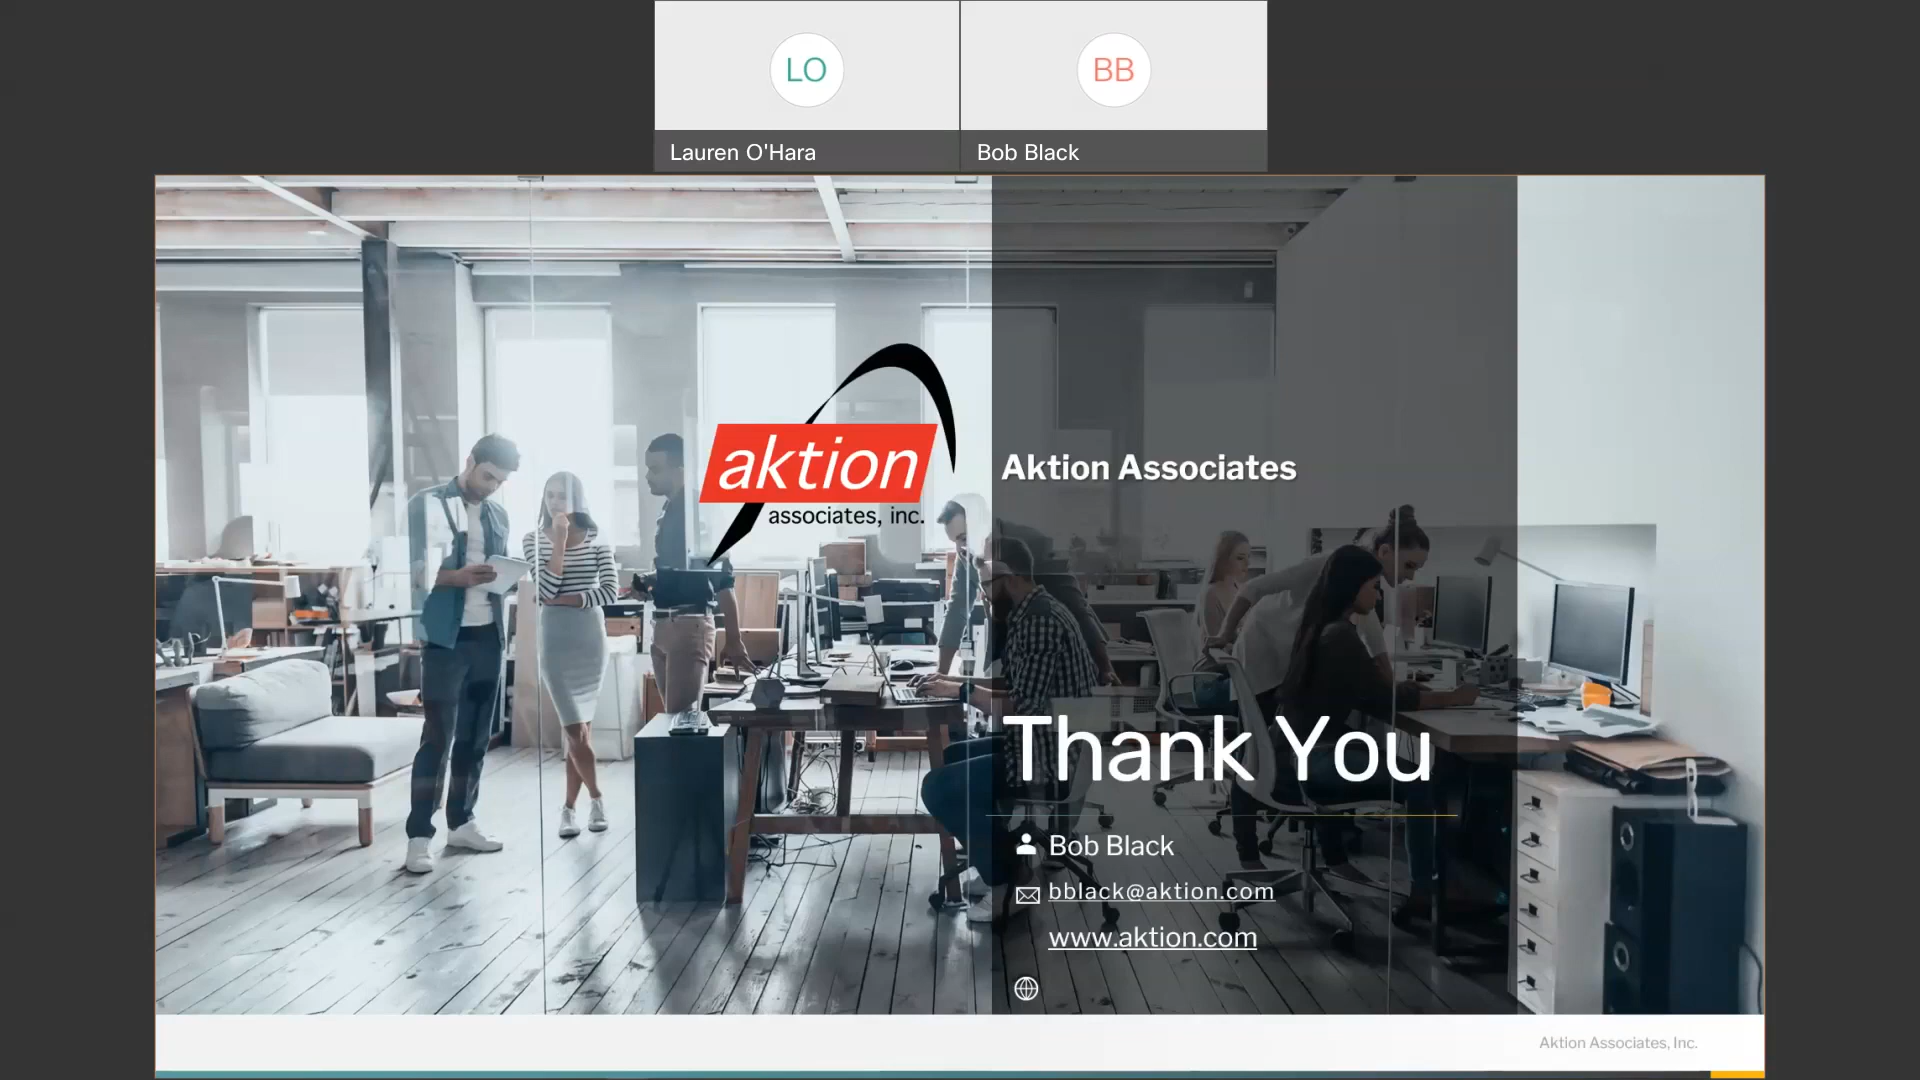 LO
BB
Lauren O'Hara
Bob Black
aktion
associates, inc.
Aktion Associates
Thank You
Bob Black
bblack@aktion.com
www.aktion.com
Aktion Associates, Inc.